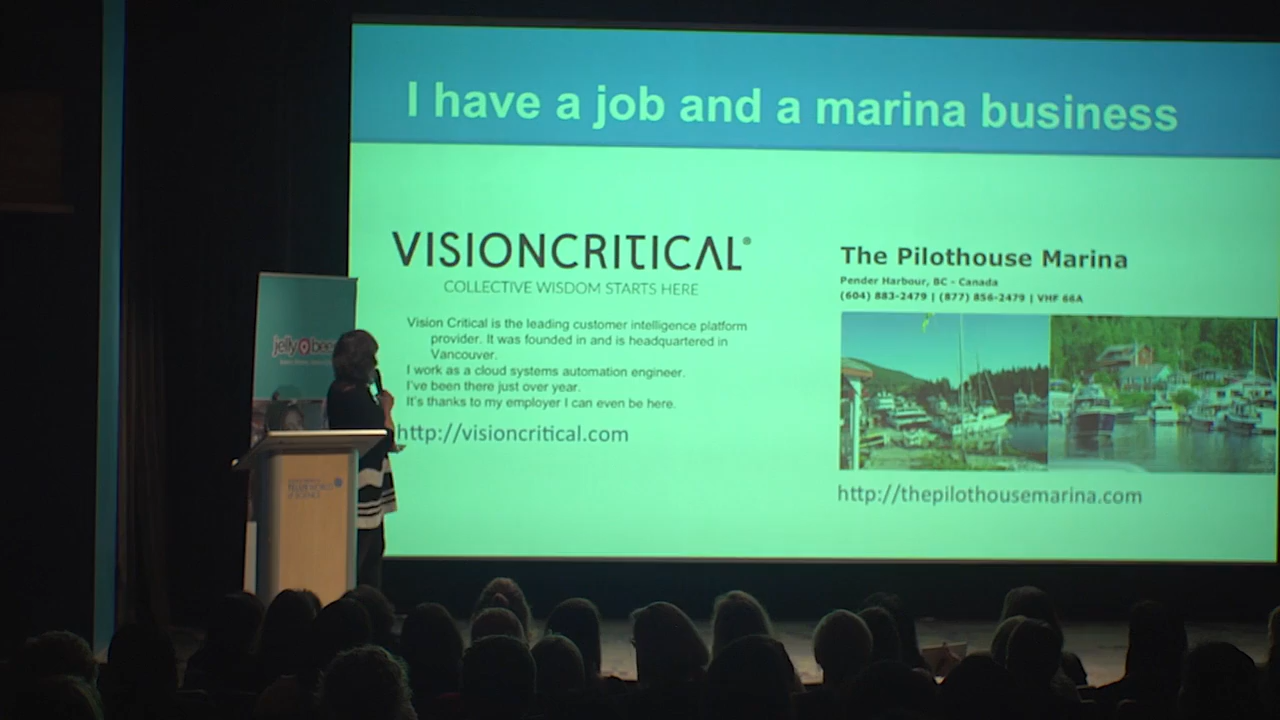 I have a job and a marina business
VISIONCRITICAL®
COLLECTIVE WISDOM STARTS HERE
Vision Critical is the leading customer intelligence platform
provider. It was founded in and is headquartered in
Vancouver.
I work as a cloud systems automation engineer.
I've been there just over year.
It's thanks to my employer I can even be here.
http://visioncritical.com
The Pilothouse Marina
Pender Harbour, BC - Canada
(604) 883-2479 | (877) 856-2479 | VHF 66A
http://thepilothousemarina.com
jelly
WORLD
OF SCIENCE